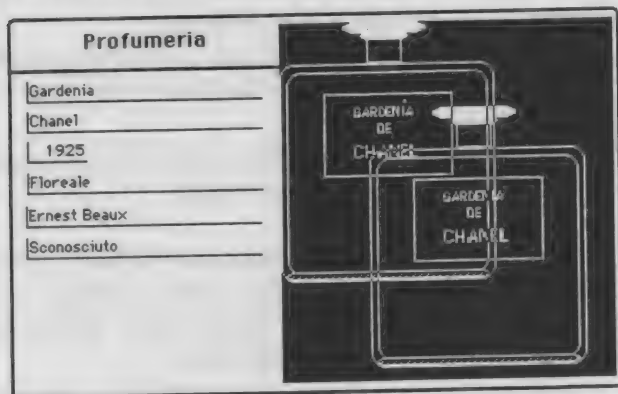 Profumeria
Gardenia
Chanel
1925
Floreale
Ernest Beaux
Sconosciuto
GARDENIA
DE
CHANEL
GARDENIA
DE
CHANEL